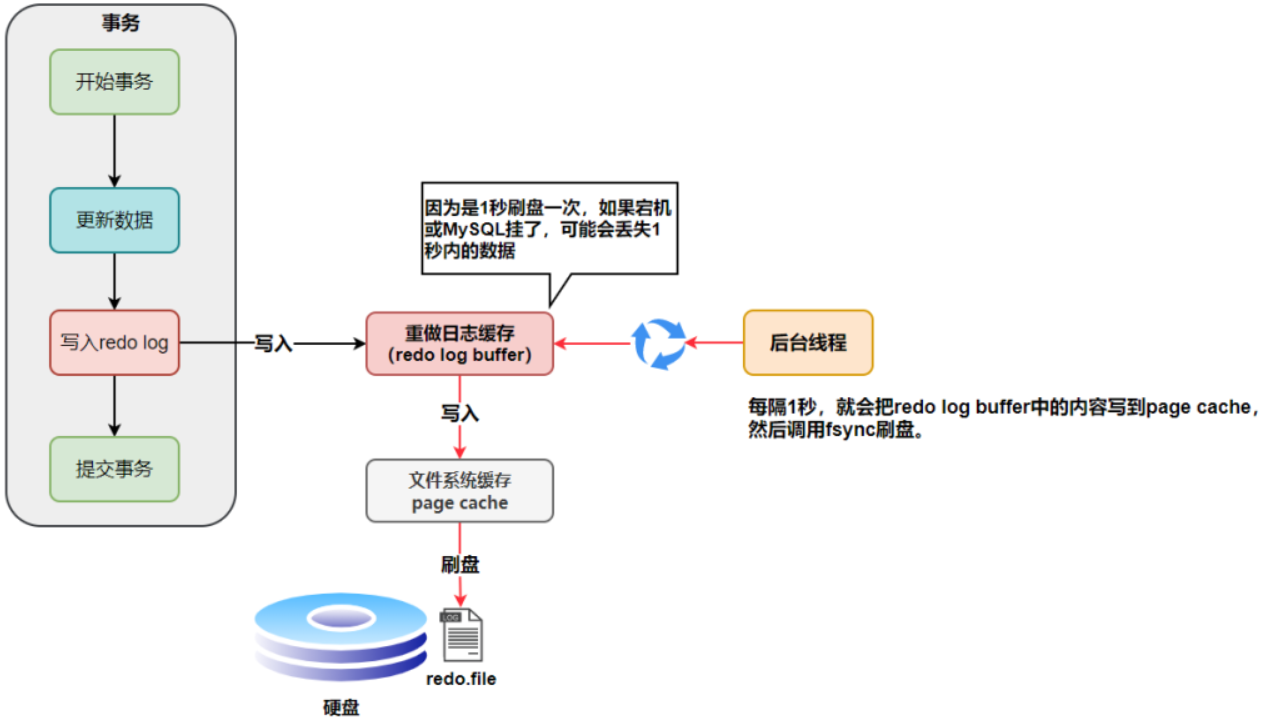 事务
开始事务
更新数据
写入redo log
提交事务
写入
因为是1秒刷盘一次，如果宕机
或MySQL挂了，可能会丢失1
秒内的数据
重做日志缓存
（redo log buffer）
后台线程
每隔1秒，就会把redo log buffer中的内容写到page cache，
然后调用fsync刷盘。
写入
文件系统缓存
page cache
刷盘
LOG
redo.file
硬盘